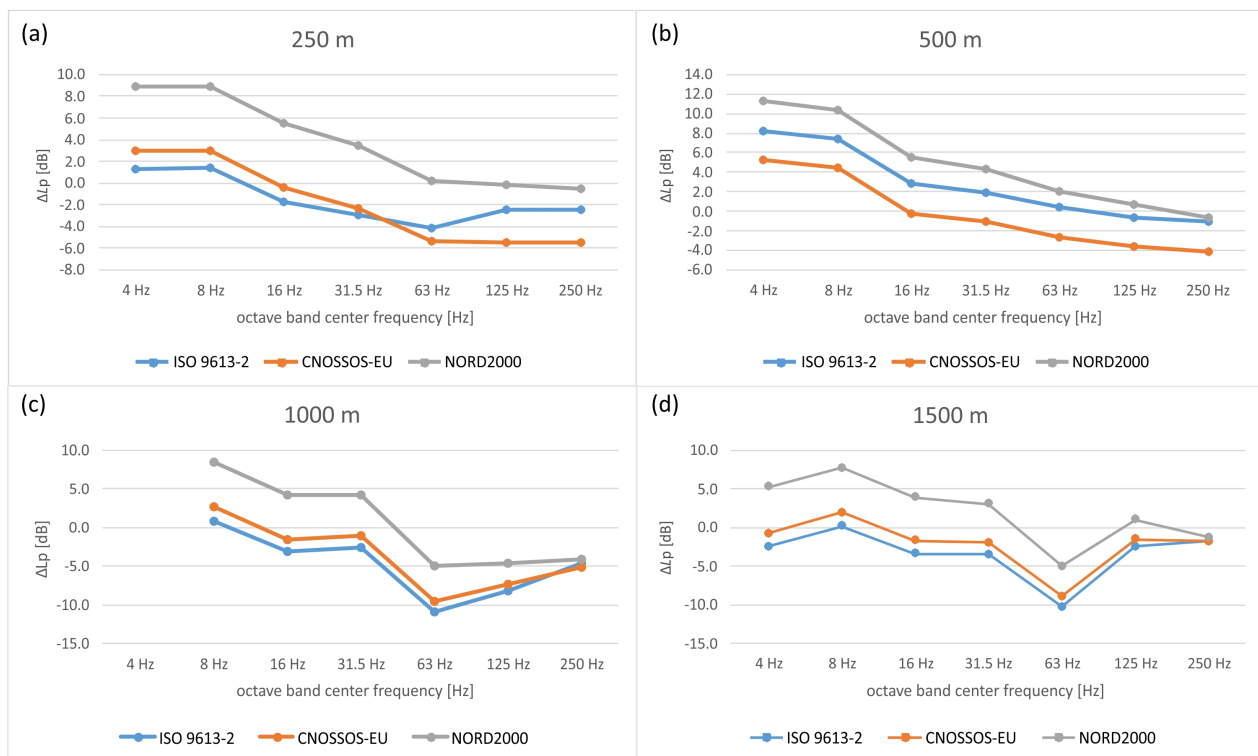 (a)
250 m
ΔLp [dB]
10.0
8.0
6.0
4.0
2.0
0.0
-2.0
-4.0
-6.0
-8.0
4 Hz 8 Hz 16 Hz 31.5 Hz 63 Hz 125 Hz 250 Hz
octave band center frequency [Hz]
ISO 9613-2 CNOSSOS-EU NORD2000
(b)
500 m
ΔLp [dB]
14.0
12.0
10.0
8.0
6.0
4.0
2.0
0.0
-2.0
-4.0
-6.0
4 Hz 8 Hz 16 Hz 31.5 Hz 63 Hz 125 Hz 250 Hz
octave band center frequency [Hz]
ISO 9613-2 CNOSSOS-EU NORD2000
(c)
1000 m
ΔLp [dB]
10.0
5.0
0.0
-5.0
-10.0
-15.0
4 Hz 8 Hz 16 Hz 31.5 Hz 63 Hz 125 Hz 250 Hz
octave band center frequency [Hz]
ISO 9613-2 CNOSSOS-EU NORD2000
(d)
1500 m
ΔLp [dB]
10.0
5.0
0.0
-5.0
-10.0
-15.0
4 Hz 8 Hz 16 Hz 31.5 Hz 63 Hz 125 Hz 250 Hz
octave band center frequency [Hz]
ISO 9613-2 CNOSSOS-EU NORD2000